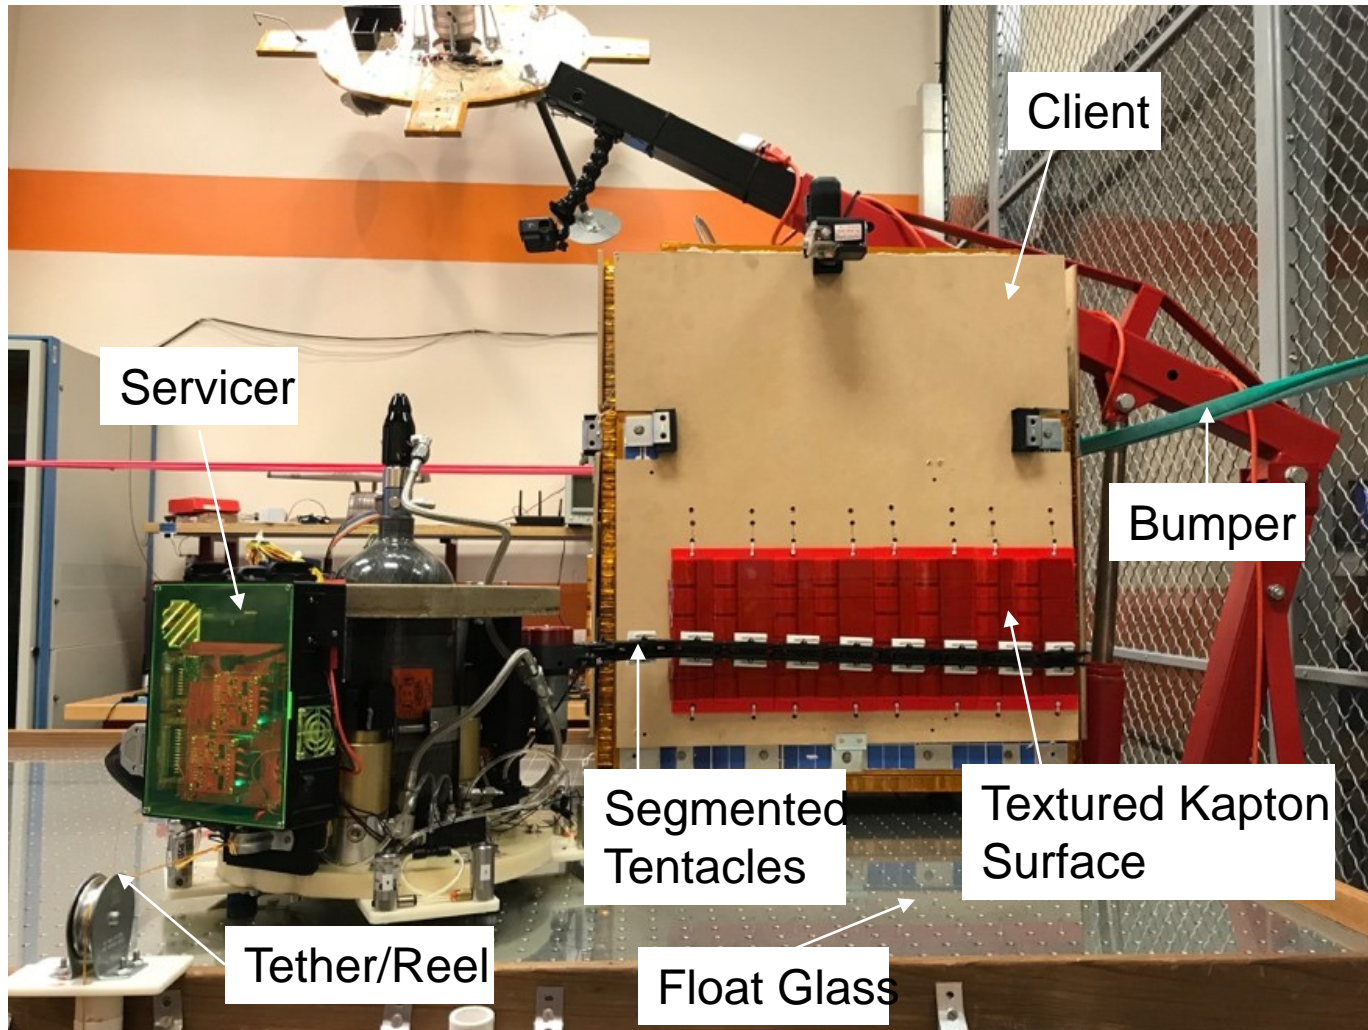 Client
Servicer
Bumper
Segmented
Tentacles
Textured Kapton
Surface
Tether/Reel
Float Glass